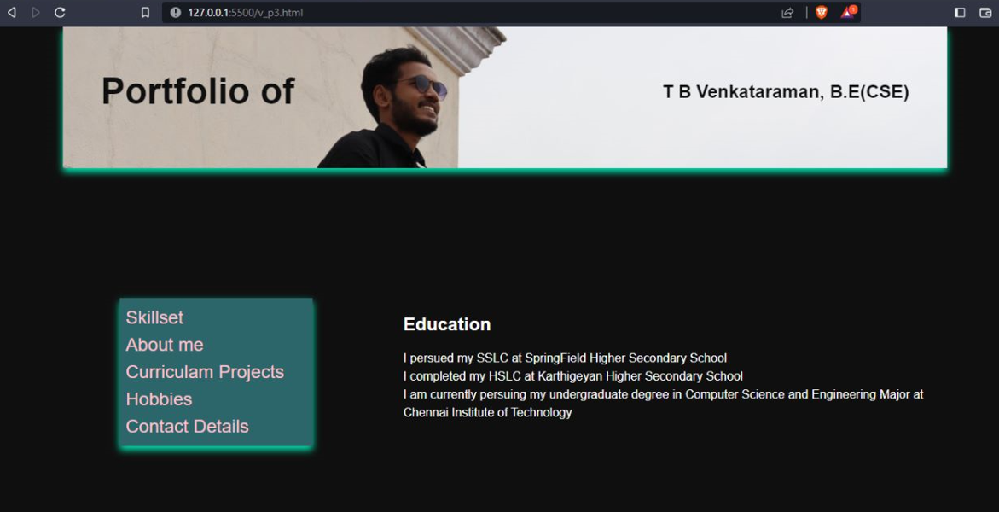 127.0.0.1:5500/v_p3.html
Portfolio of
T B Venkataraman, B.E(CSE)
Skillset
About me
Curriculam Projects
Hobbies
Contact Details
Education
I persued my SSLC at SpringField Higher Secondary School
I completed my HSLC at Karthigeyan Higher Secondary School
I am currently persuing my undergraduate degree in Computer Science and Engineering Major at
Chennai Institute of Technology